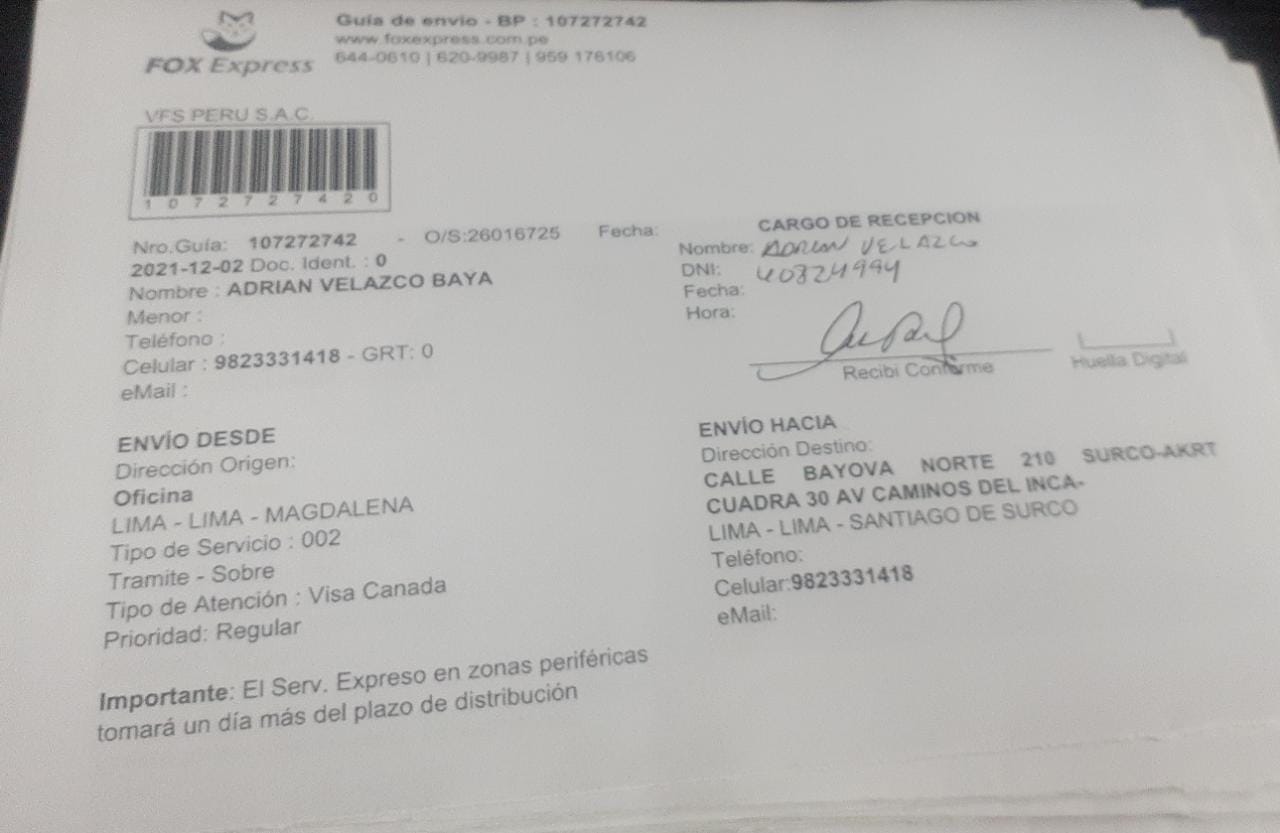 FOX Express
Guía de envío - BP : 107272742
www.foxexpress.com.pe
644-0610 | 620-9987 | 959 176106
VFS PERU S.A.C.
1 0 7 2 7 2 7 4 2 0
Nro.Guía: 107272742 - O/S:26016725 Fecha:
2021-12-02 Doc. Ident. : 0
Nombre : ADRIAN VELAZCO BAYA
Menor :
Teléfono :
Celular : 9823331418 - GRT: 0
eMail :
CARGO DE RECEPCION
Nombre: ADRIAN VELAZCO
DNI: 40824994
Fecha:
Hora:
Recibi Conforme
Huella Digital
ENVÍO DESDE
Dirección Origen:
Oficina
LIMA - LIMA - MAGDALENA
Tipo de Servicio : 002
Tramite - Sobre
Tipo de Atención : Visa Canada
Prioridad: Regular
ENVÍO HACIA
Dirección Destino:
CALLE BAYOVA NORTE 210 SURCO-AKRT
CUADRA 30 AV CAMINOS DEL INCA-
LIMA - LIMA - SANTIAGO DE SURCO
Teléfono:
Celular:9823331418
eMail:
Importante: El Serv. Expreso en zonas periféricas
tomará un día más del plazo de distribución